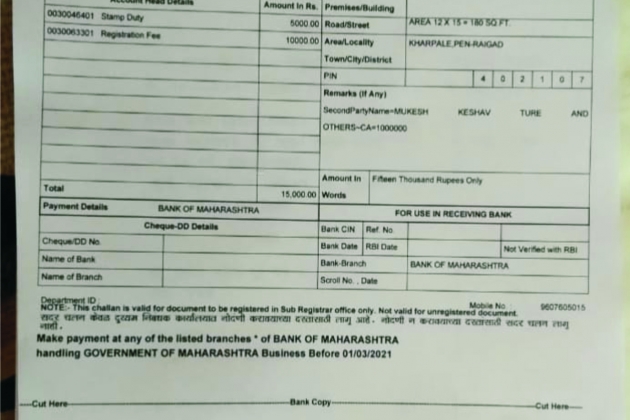 Account Head Details Amount In Rs. Premises/Building
0030046401 Stamp Duty 5000.00 Road/Street AREA 12 X 15 = 180 SQ FT.
0030063301 Registration Fee 10000.00 Area/Locality KHARPALE,PEN-RAIGAD
Town/City/District
PIN 4 0 2 1 0 7
Remarks (If Any)
SecondPartyName=MUKESH KESHAV TURE AND
OTHERS~CA=1000000
Amount In Fifteen Thousand Rupees Only
Total 15,000.00 Words
Payment Details BANK OF MAHARASHTRA FOR USE IN RECEIVING BANK
Cheque-DD Details Bank CIN Ref. No.
Cheque/DD No. Bank Date RBI Date Not Verified with RBI
Name of Bank Bank-Branch BANK OF MAHARASHTRA
Name of Branch Scroll No. , Date
Department ID : Mobile No. 9607605015
NOTE:- This challan is valid for document to be registered in Sub Registrar office only. Not valid for unregistered document.
सदर चलन केवळ दुय्यम निबंधक कार्यालयात नोंदणी करावयाच्या दस्तासाठी लागु आहे. नोंदणी न करावयाच्या दस्तासाठी सदर चलन लागु
नाही.
Make payment at any of the listed branches * of BANK OF MAHARASHTRA
handling GOVERNMENT OF MAHARASHTRA Business Before 01/03/2021
---Cut Here--- Bank Copy ---Cut Here---